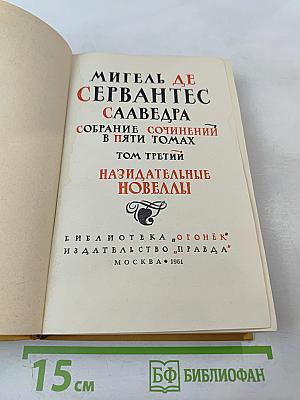 МИГЕЛЬ ДЕ
СЕРВАНТЕС
СААВЕДРА
СОБРАНИЕ СОЧИНЕНИЙ
В ПЯТИ ТОМАХ
ТОМ ТРЕТИЙ
НАЗИДАТЕЛЬНЫЕ
НОВЕЛЛЫ
БИБЛИОТЕКА „ОГОНЁК"
ИЗДАТЕЛЬСТВО „ПРАВДА"
МОСКВА • 1961
15 см
БФ БИБЛИОФАН